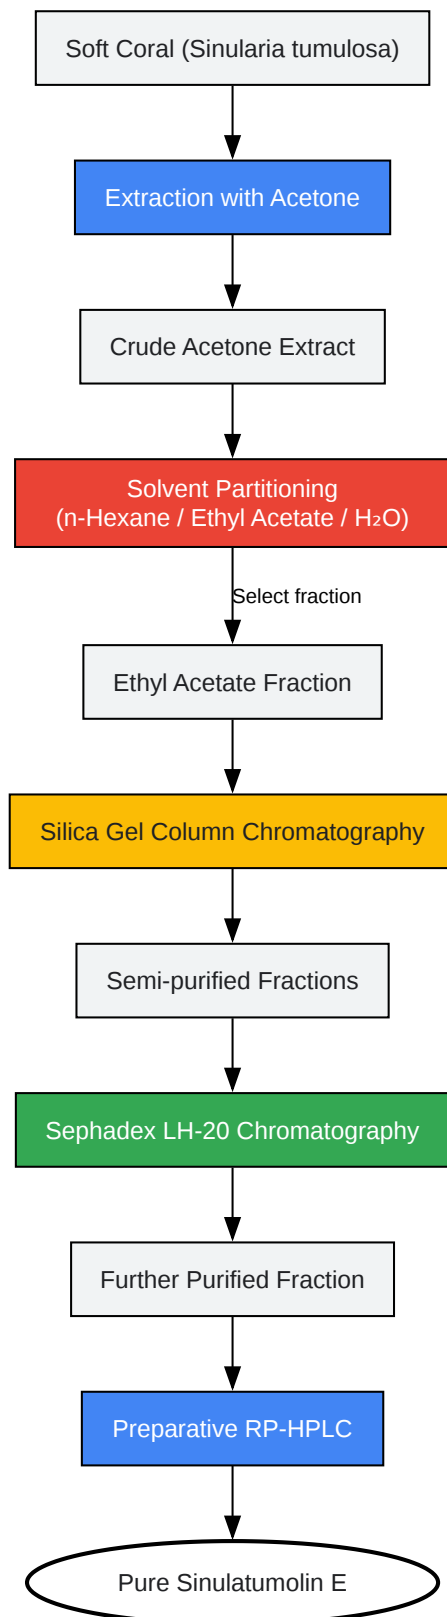 Soft Coral (Sinularia tumulosa)
Extraction with Acetone
Crude Acetone Extract
Solvent Partitioning
(n-Hexane / Ethyl Acetate / H₂O)
Select fraction
Ethyl Acetate Fraction
Silica Gel Column Chromatography
Semi-purified Fractions
Sephadex LH-20 Chromatography
Further Purified Fraction
Preparative RP-HPLC
Pure Sinulatumolin E